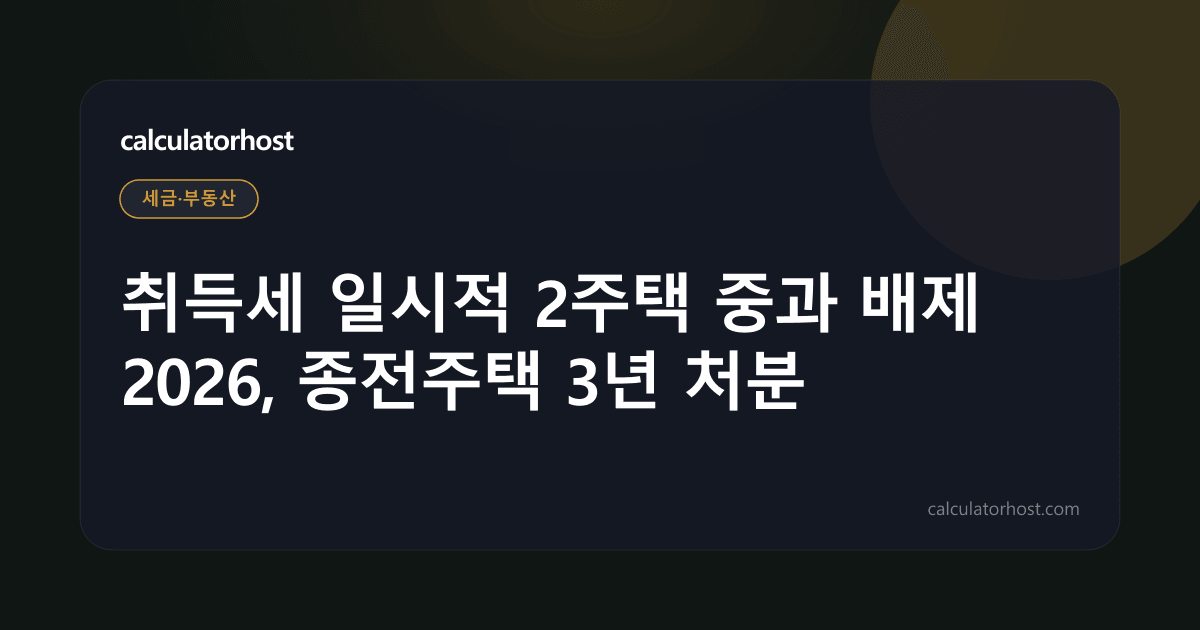 calculatorhost
세금·부동산
취득세 일시적 2주택 중과 배제
2026, 종전주택 3년 처분
calculatorhost.com